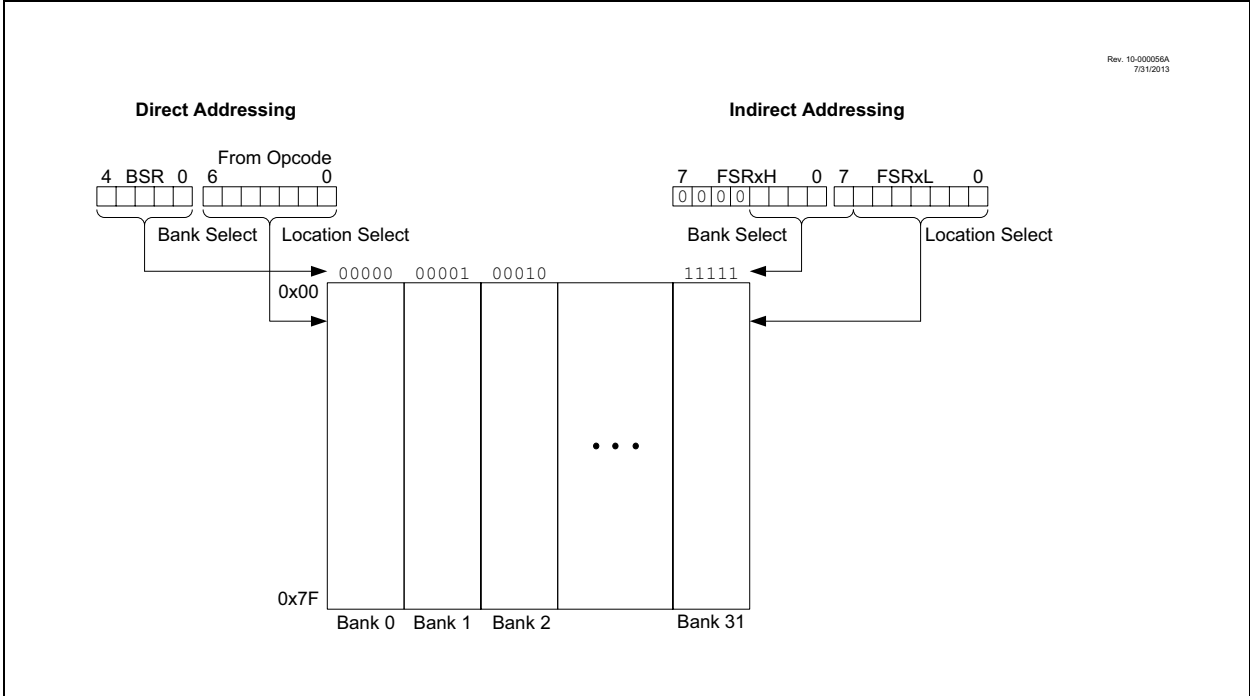 Rev. 10-000056A
7/31/2013
Direct Addressing
Indirect Addressing
From Opcode
4 BSR 0 6 0
7 FSRxH 0 7 FSRxL 0
0 0 0 0
Bank Select Location Select
Bank Select Location Select
00000 00001 00010 11111
0x00
• • •
0x7F
Bank 0 Bank 1 Bank 2 Bank 31